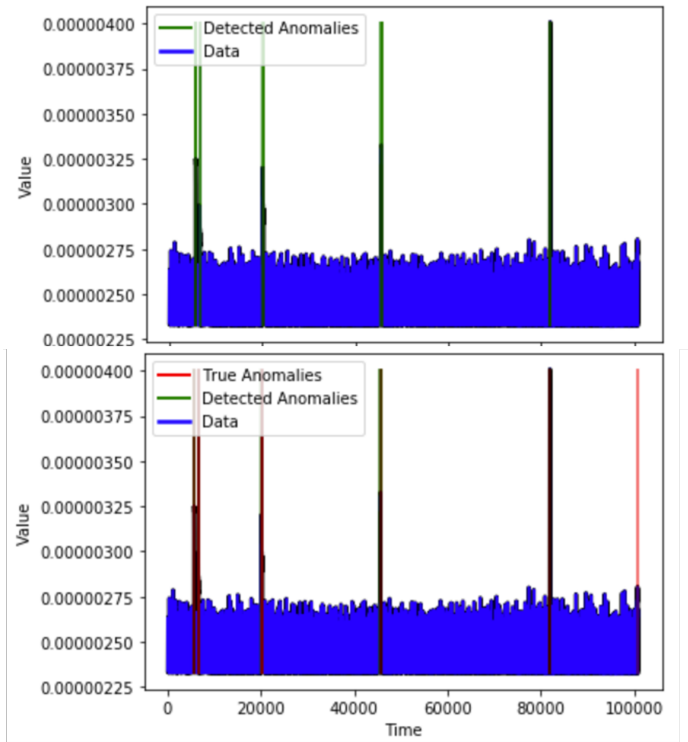 0.00000400
Detected Anomalies
Data
0.00000375
0.00000350
0.00000325
Value
0.00000300
0.00000275
0.00000250
0.00000225
0.00000400
True Anomalies
Detected Anomalies
Data
0.00000375
0.00000350
0.00000325
Value
0.00000300
0.00000275
0.00000250
0.00000225
0 20000 40000 60000 80000 100000
Time